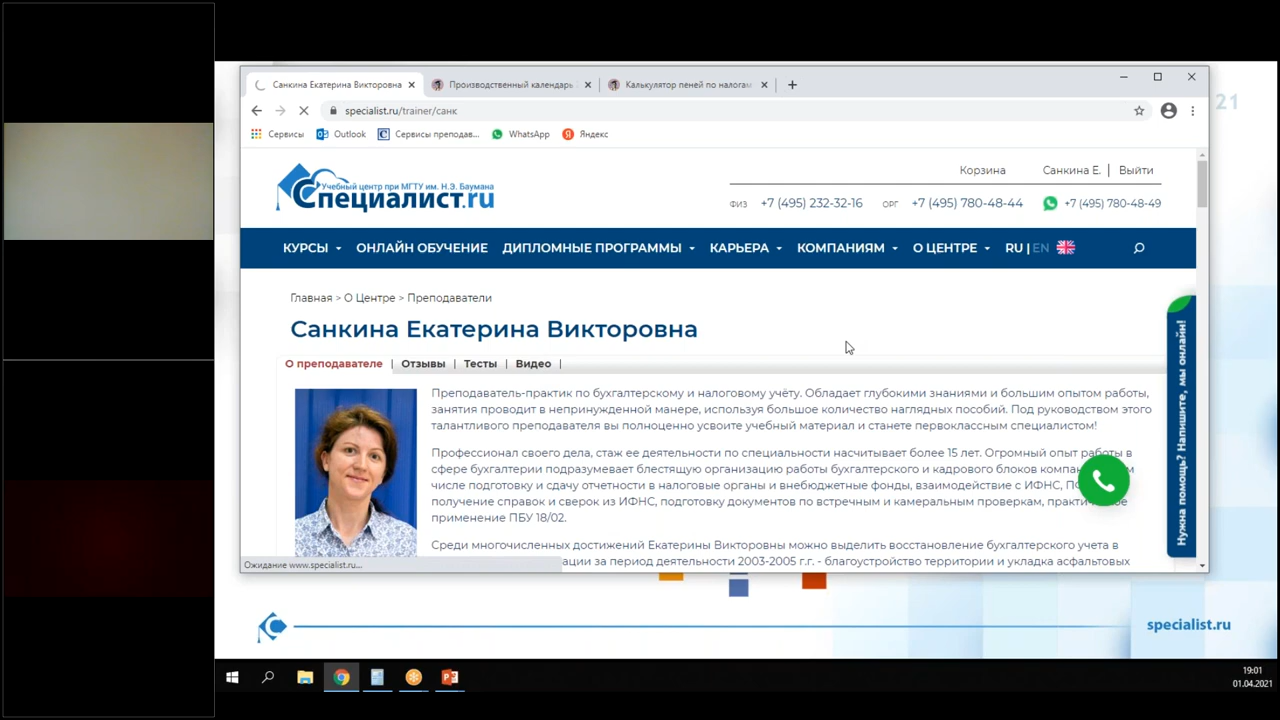 21
Санкина Екатерина Викторовна
Производственный календарь
Калькулятор пеней по налогам
specialist.ru/trainer/санк
Сервисы
Outlook
Сервисы преподав...
WhatsApp
Яндекс
Учебный центр при МГТУ им. Н.Э. Баумана
Специалист.ru
Корзина
Санкина Е. | Выйти
ФИЗ +7 (495) 232-32-16 ОРГ +7 (495) 780-48-44 +7 (495) 780-48-49
КУРСЫ ОНЛАЙН ОБУЧЕНИЕ ДИПЛОМНЫЕ ПРОГРАММЫ КАРЬЕРА КОМПАНИЯМ О ЦЕНТРЕ RU | EN
Главная > О Центре > Преподаватели
Санкина Екатерина Викторовна
О преподавателе | Отзывы | Тесты | Видео |
Преподаватель-практик по бухгалтерскому и налоговому учёту. Обладает глубокими знаниями и большим опытом работы,
занятия проводит в непринужденной манере, используя большое количество наглядных пособий. Под руководством этого
талантливого преподавателя вы полноценно усвоите учебный материал и станете первоклассным специалистом!
Профессионал своего дела, стаж ее деятельности по специальности насчитывает более 15 лет. Огромный опыт работы в
сфере бухгалтерии подразумевает блестящую организацию работы бухгалтерского и кадрового блоков
числе подготовку и сдачу отчетности в налоговые органы и внебюджетные фонды, взаимодействие с ИФНС,
получение справок и сверок из ИФНС, подготовку документов по встречным и камеральным проверкам,
применение ПБУ 18/02.
Среди многочисленных достижений Екатерины Викторовны можно выделить восстановление бухгалтерского учета в
ации за период деятельности 2003-2005 г.г. - благоустройство территории и укладка асфальтовых
Нужна помощь? Напишите, мы онлайн!
Ожидание www.specialist.ru...
specialist.ru
19:01
01.04.2021